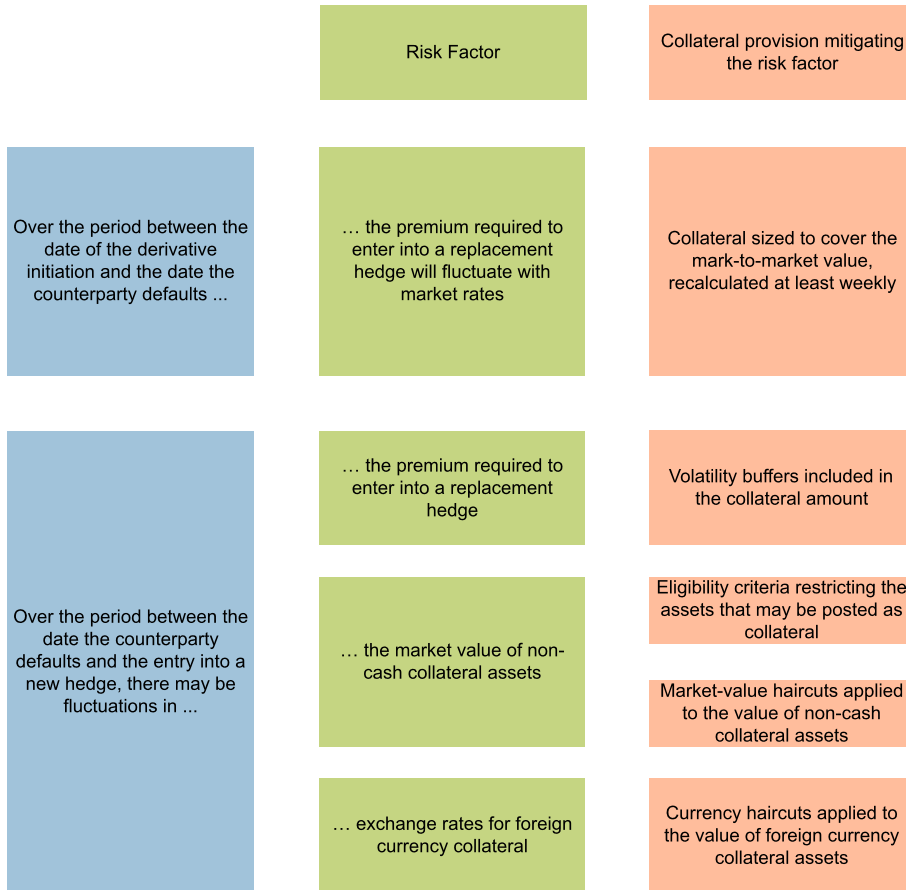 Risk Factor
Collateral provision mitigating
the risk factor
Over the period between the
date of the derivative
initiation and the date the
counterparty defaults ...
… the premium required to
enter into a replacement
hedge will fluctuate with
market rates
Collateral sized to cover the
mark-to-market value,
recalculated at least weekly
Over the period between the
date the counterparty
defaults and the entry into a
new hedge, there may be
fluctuations in ...
… the premium required to
enter into a replacement
hedge
Volatility buffers included in
the collateral amount
… the market value of non-
cash collateral assets
Eligibility criteria restricting the
assets that may be posted as
collateral
Market-value haircuts applied
to the value of non-cash
collateral assets
… exchange rates for foreign
currency collateral
Currency haircuts applied to
the value of foreign currency
collateral assets